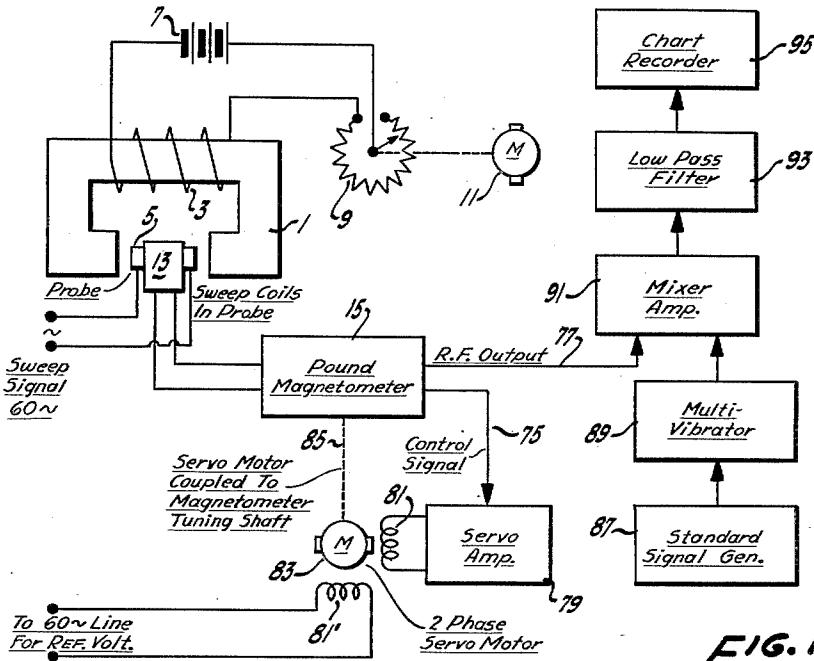 7
Chart
Recorder
95
Low Pass
Filter
93
M
11
9
3
1
5
13
Probe
Sweep Coils
In Probe
~
Sweep
Signal
60~
15
Pound
Magnetometer
R.F. Output
77
91
Mixer
Amp.
89
Multi-
Vibrator
87
Standard
Signal Gen.
75
Control
Signal
85
Servo Motor
Coupled To
Magnetometer
Tuning Shaft
M
83
81
Servo
Amp.
79
81'
2 Phase
Servo Motor
To 60~ Line
For Ref. Volt.
FIG. 1